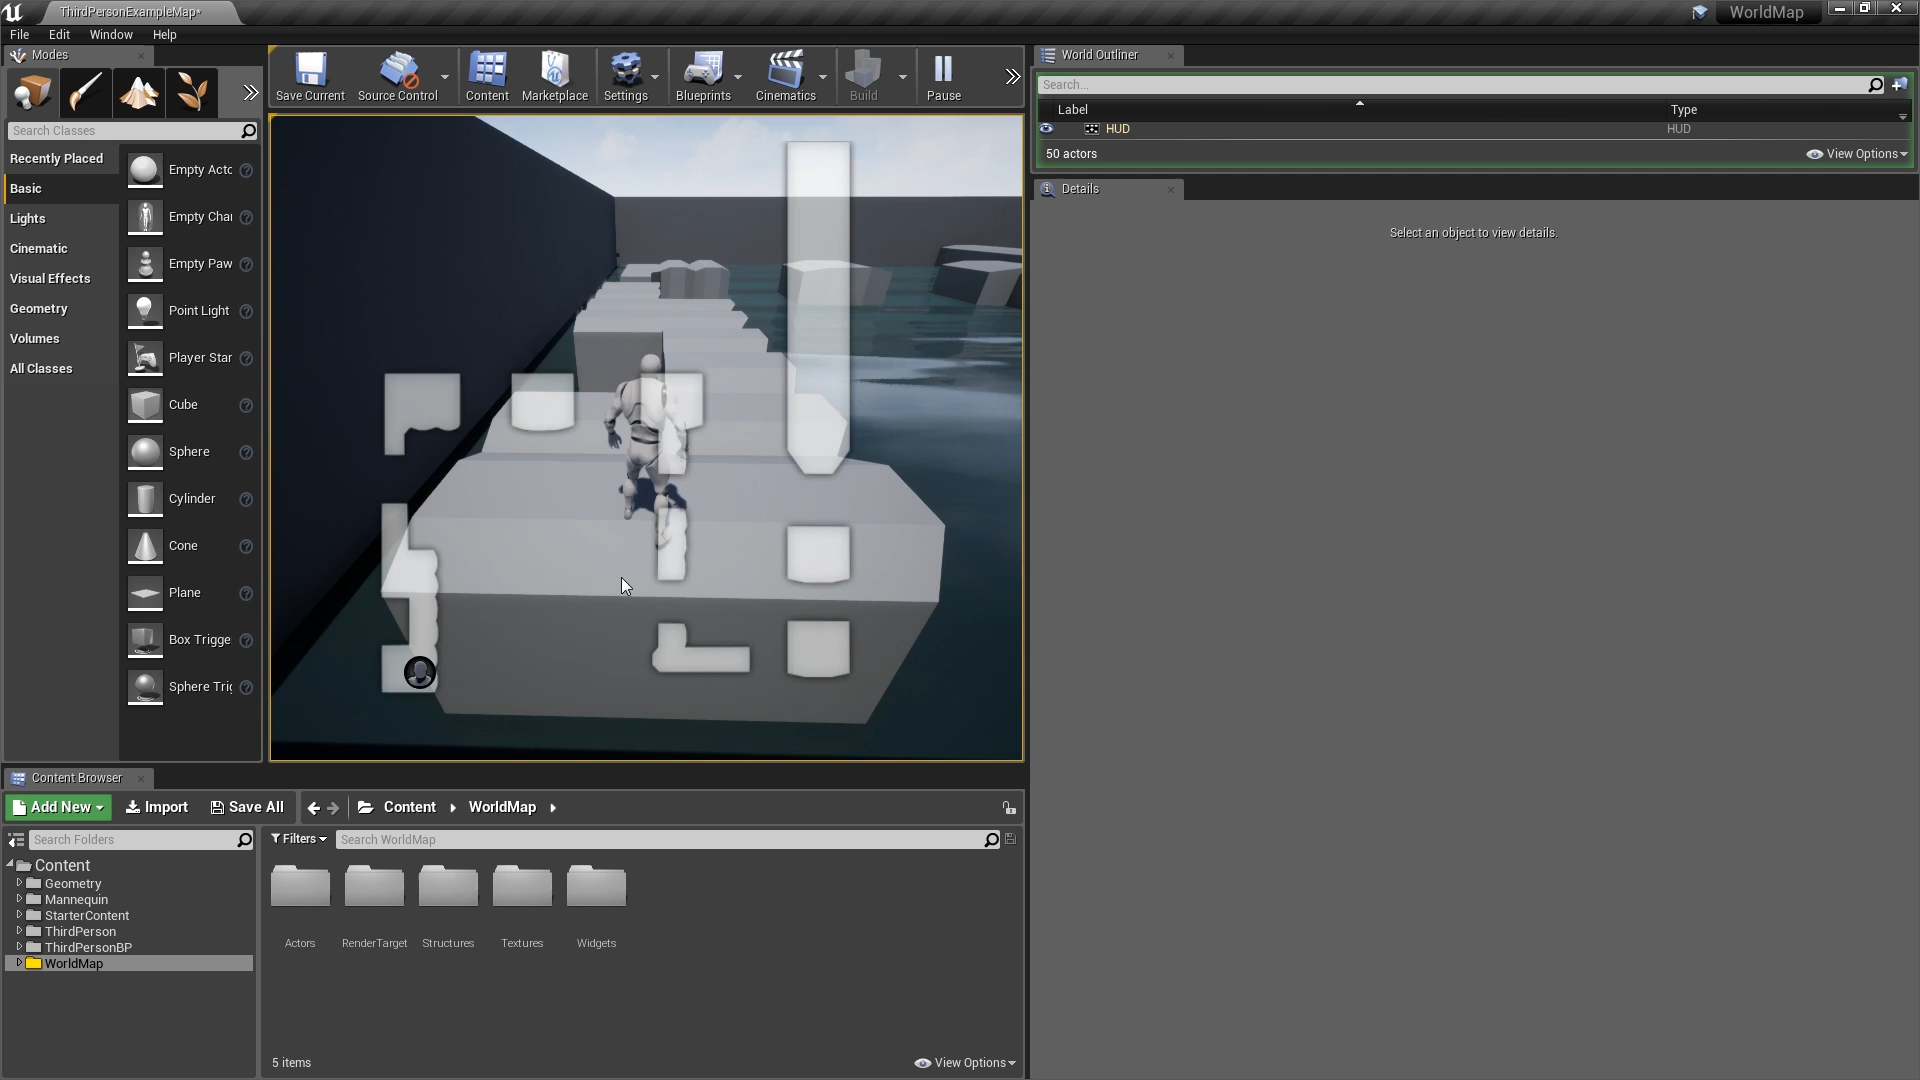 ThirdPersonExampleMap*
WorldMap
File Edit Window Help
Modes
Save Current
Source Control
Content
Marketplace
Settings
Blueprints
Cinematics
Build
Pause
Search Classes
Recently Placed
Basic
Lights
Cinematic
Visual Effects
Geometry
Volumes
All Classes
Empty Actc
Empty Chai
Empty Paw
Point Light
Player Star
Cube
Sphere
Cylinder
Cone
Plane
Box Trigge
Sphere Trig
World Outliner
Search...
Label Type
HUD HUD
50 actors View Options
Details
Select an object to view details.
Content Browser
Add New Import Save All Content WorldMap
Search Folders
Filters Search WorldMap
Content
Geometry
Mannequin
StarterContent
ThirdPerson
ThirdPersonBP
WorldMap
Actors
RenderTarget
Structures
Textures
Widgets
5 items View Options